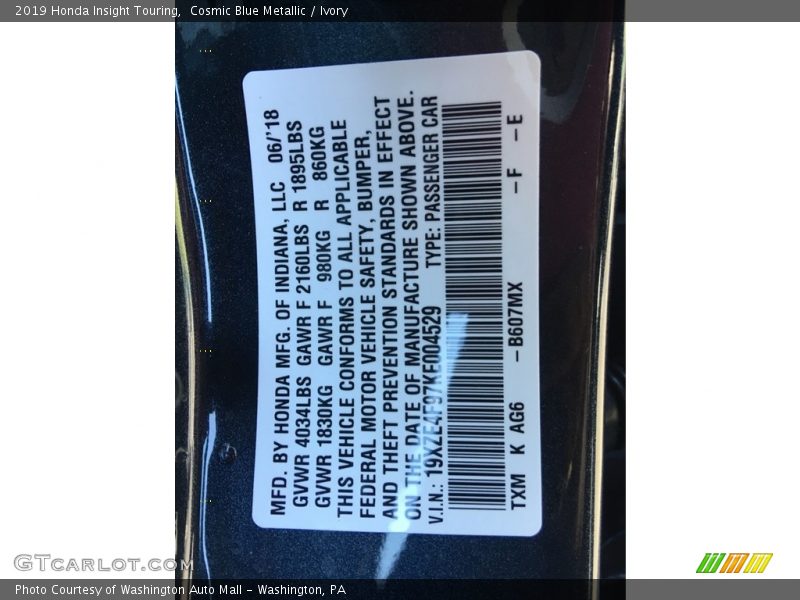 2019 Honda Insight Touring, Cosmic Blue Metallic / Ivory
MFD. BY HONDA MFG. OF INDIANA, LLC 06/'18
GVWR 4034LBS GAWR F 2160LBS R 1895LBS
GVWR 1830KG GAWR F 980KG R 860KG
THIS VEHICLE CONFORMS TO ALL APPLICABLE
FEDERAL MOTOR VEHICLE SAFETY, BUMPER,
AND THEFT PREVENTION STANDARDS IN EFFECT
ON THE DATE OF MANUFACTURE SHOWN ABOVE.
V.I.N.: 19XZE4F97KE004529 TYPE: PASSENGER CAR
TXM K AG6 –B607MX –F –E
GTcarlot.com
Photo Courtesy of Washington Auto Mall – Washington, PA